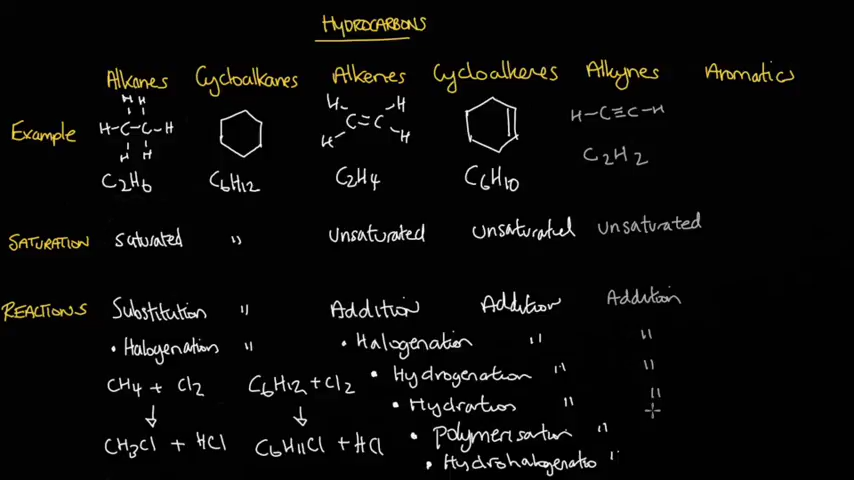 HYDROCARBONS
Alkanes Cycloalkanes Alkenes Cycloalkenes Alkynes Aromatics
Example
H H
H-C-C-H
H H
C2H6
C6H12
H H
C=C
H H
C2H4
C6H10
H-C≡C-H
C2H2
SATURATION saturated " Unsaturated Unsaturated Unsaturated
REACTIONS Substitution " Addition Addition Addition
• Halogenation " • Halogenation " "
CH4 + Cl2 C6H12 + Cl2 • Hydrogenation " "
↓ ↓ • Hydration " "
CH3Cl + HCl C6H11Cl + HCl • polymerisation "
• Hydrohalogenatio "